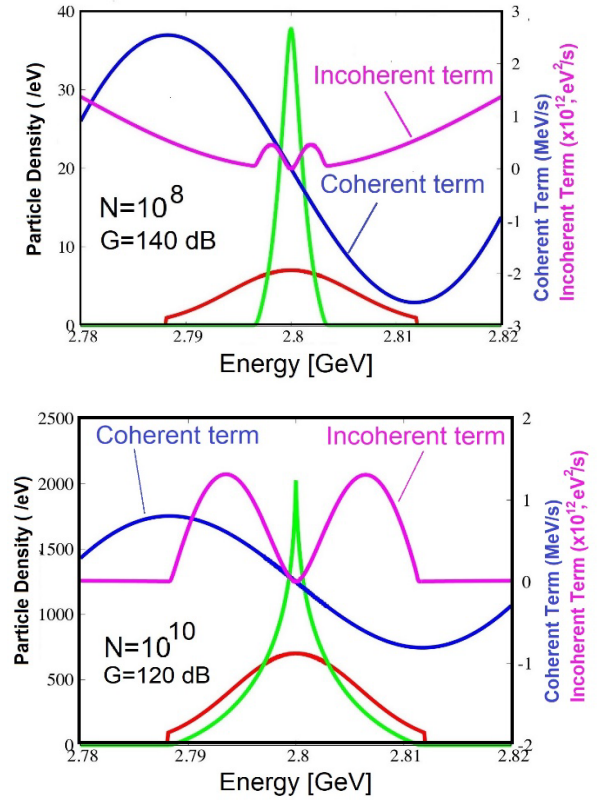 40
30
20
10
0
Particle Density ( /eV)
3
2
1
0
-1
-2
-3
Coherent Term (MeV/s)
Incoherent Term (x10^12, eV^2/s)
Incoherent term
Coherent term
N=10^8
G=140 dB
2.78
2.79
2.8
2.81
2.82
Energy [GeV]
2500
2000
1500
1000
500
0
Particle Density ( /eV)
2
1
0
-1
-2
Coherent Term (MeV/s)
Incoherent Term (x10^12, eV^2/s)
Coherent term
Incoherent term
N=10^10
G=120 dB
2.78
2.79
2.8
2.81
2.82
Energy [GeV]